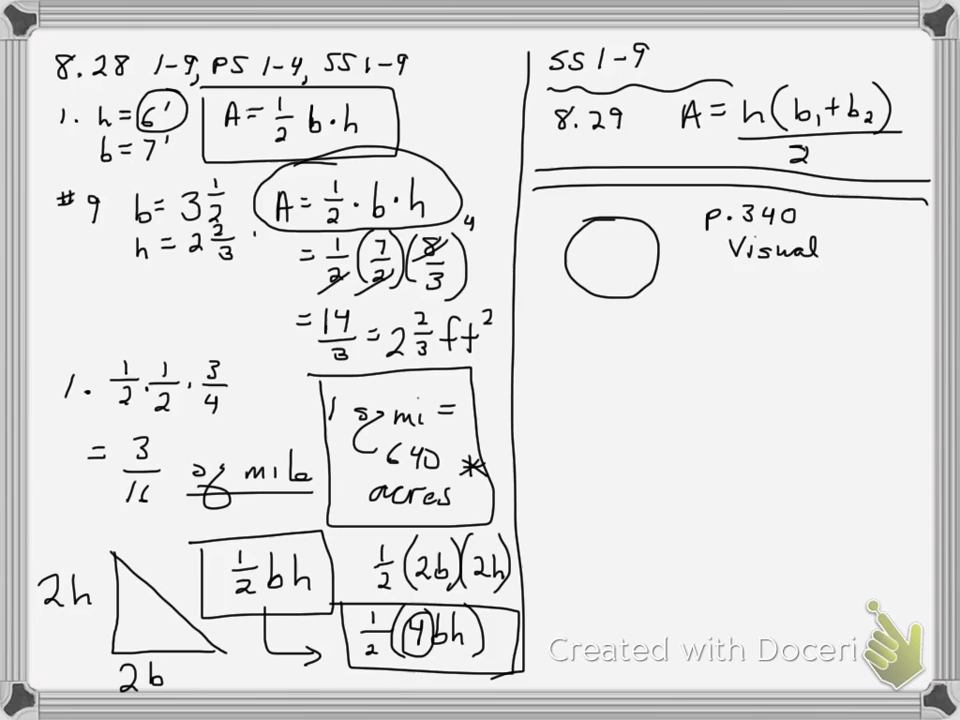 8.28 1-9, PS 1-4, SS 1-9
1. h = 6' A = 1/2 b·h
b = 7'
#9 b = 3 1/2 A = 1/2 · b · h
h = 2 2/3
= 1/2 (7/2) (8/3) 4
= 14/3 = 2 2/3 ft²
1. 1/2 · 1/2 · 3/4
= 3/16 sq mile
1 sq mi =
640 *
acres
2h
2b
1/2 bh
1/2 (2b)(2h)
1/2 (4bh)
SS 1-9
8.29 A = h(b₁+b₂)/2
p. 340
Visual
Created with Doceri